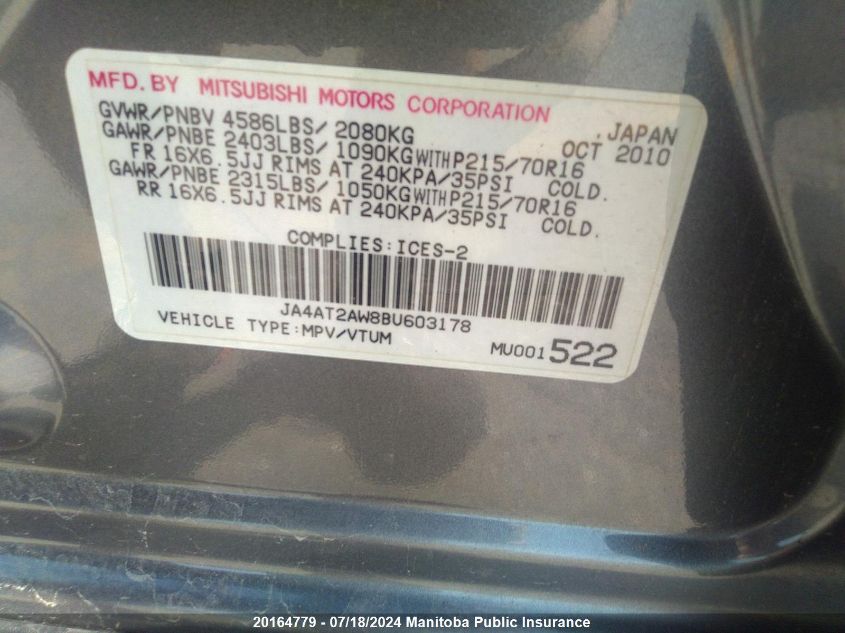 MFD. BY MITSUBISHI MOTORS CORPORATION
GVWR/PNBV 4586LBS/ 2080KG JAPAN
GAWR/PNBE 2403LBS/ 1090KG WITH P215/70R16 OCT 2010
FR 16X6.5JJ RIMS AT 240KPA/35PSI COLD.
GAWR/PNBE 2315LBS/ 1050KG WITH P215/70R16
RR 16X6.5JJ RIMS AT 240KPA/35PSI COLD.
COMPLIES:ICES-2
JA4AT2AW8BU603178
VEHICLE TYPE:MPV/VTUM MU001 522
20164779 - 07/18/2024 Manitoba Public Insurance